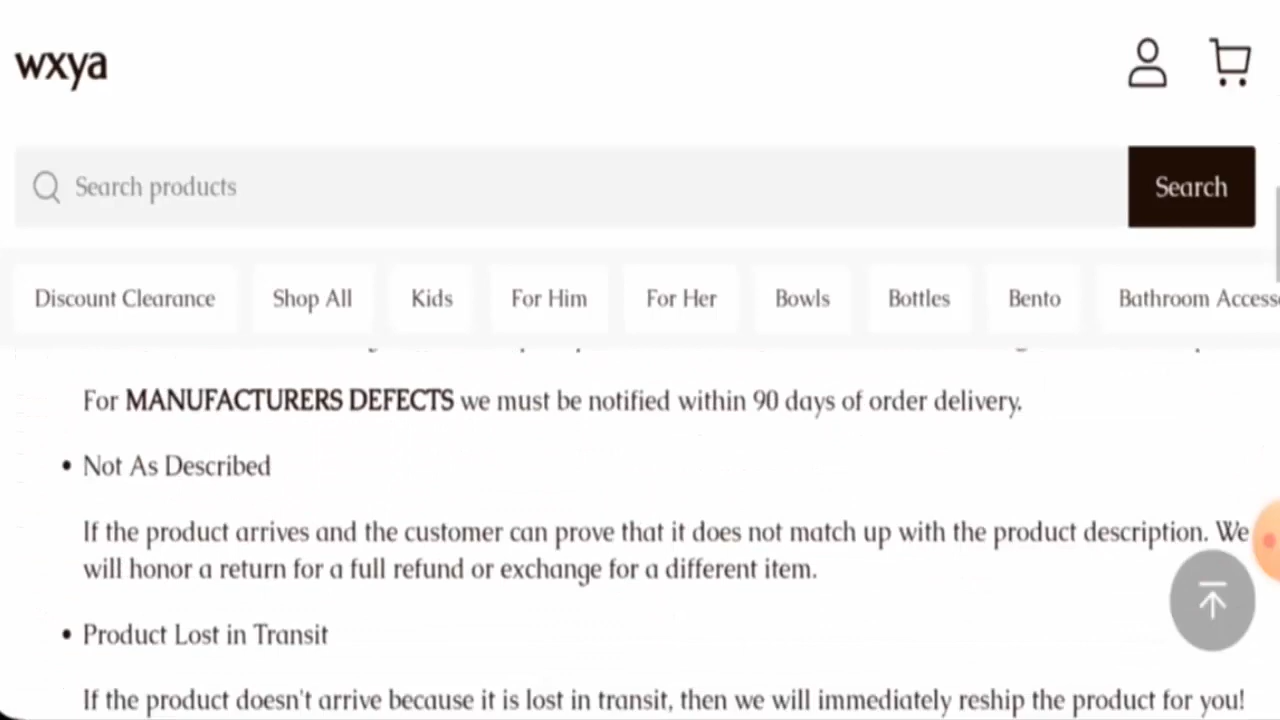 wxya
Search products
Search
Discount Clearance
Shop All
Kids
For Him
For Her
Bowls
Bottles
Bento
Bathroom Access
For MANUFACTURERS DEFECTS we must be notified within 90 days of order delivery.
• Not As Described
If the product arrives and the customer can prove that it does not match up with the product description. We
will honor a return for a full refund or exchange for a different item.
• Product Lost in Transit
If the product doesn't arrive because it is lost in transit, then we will immediately reship the product for you!